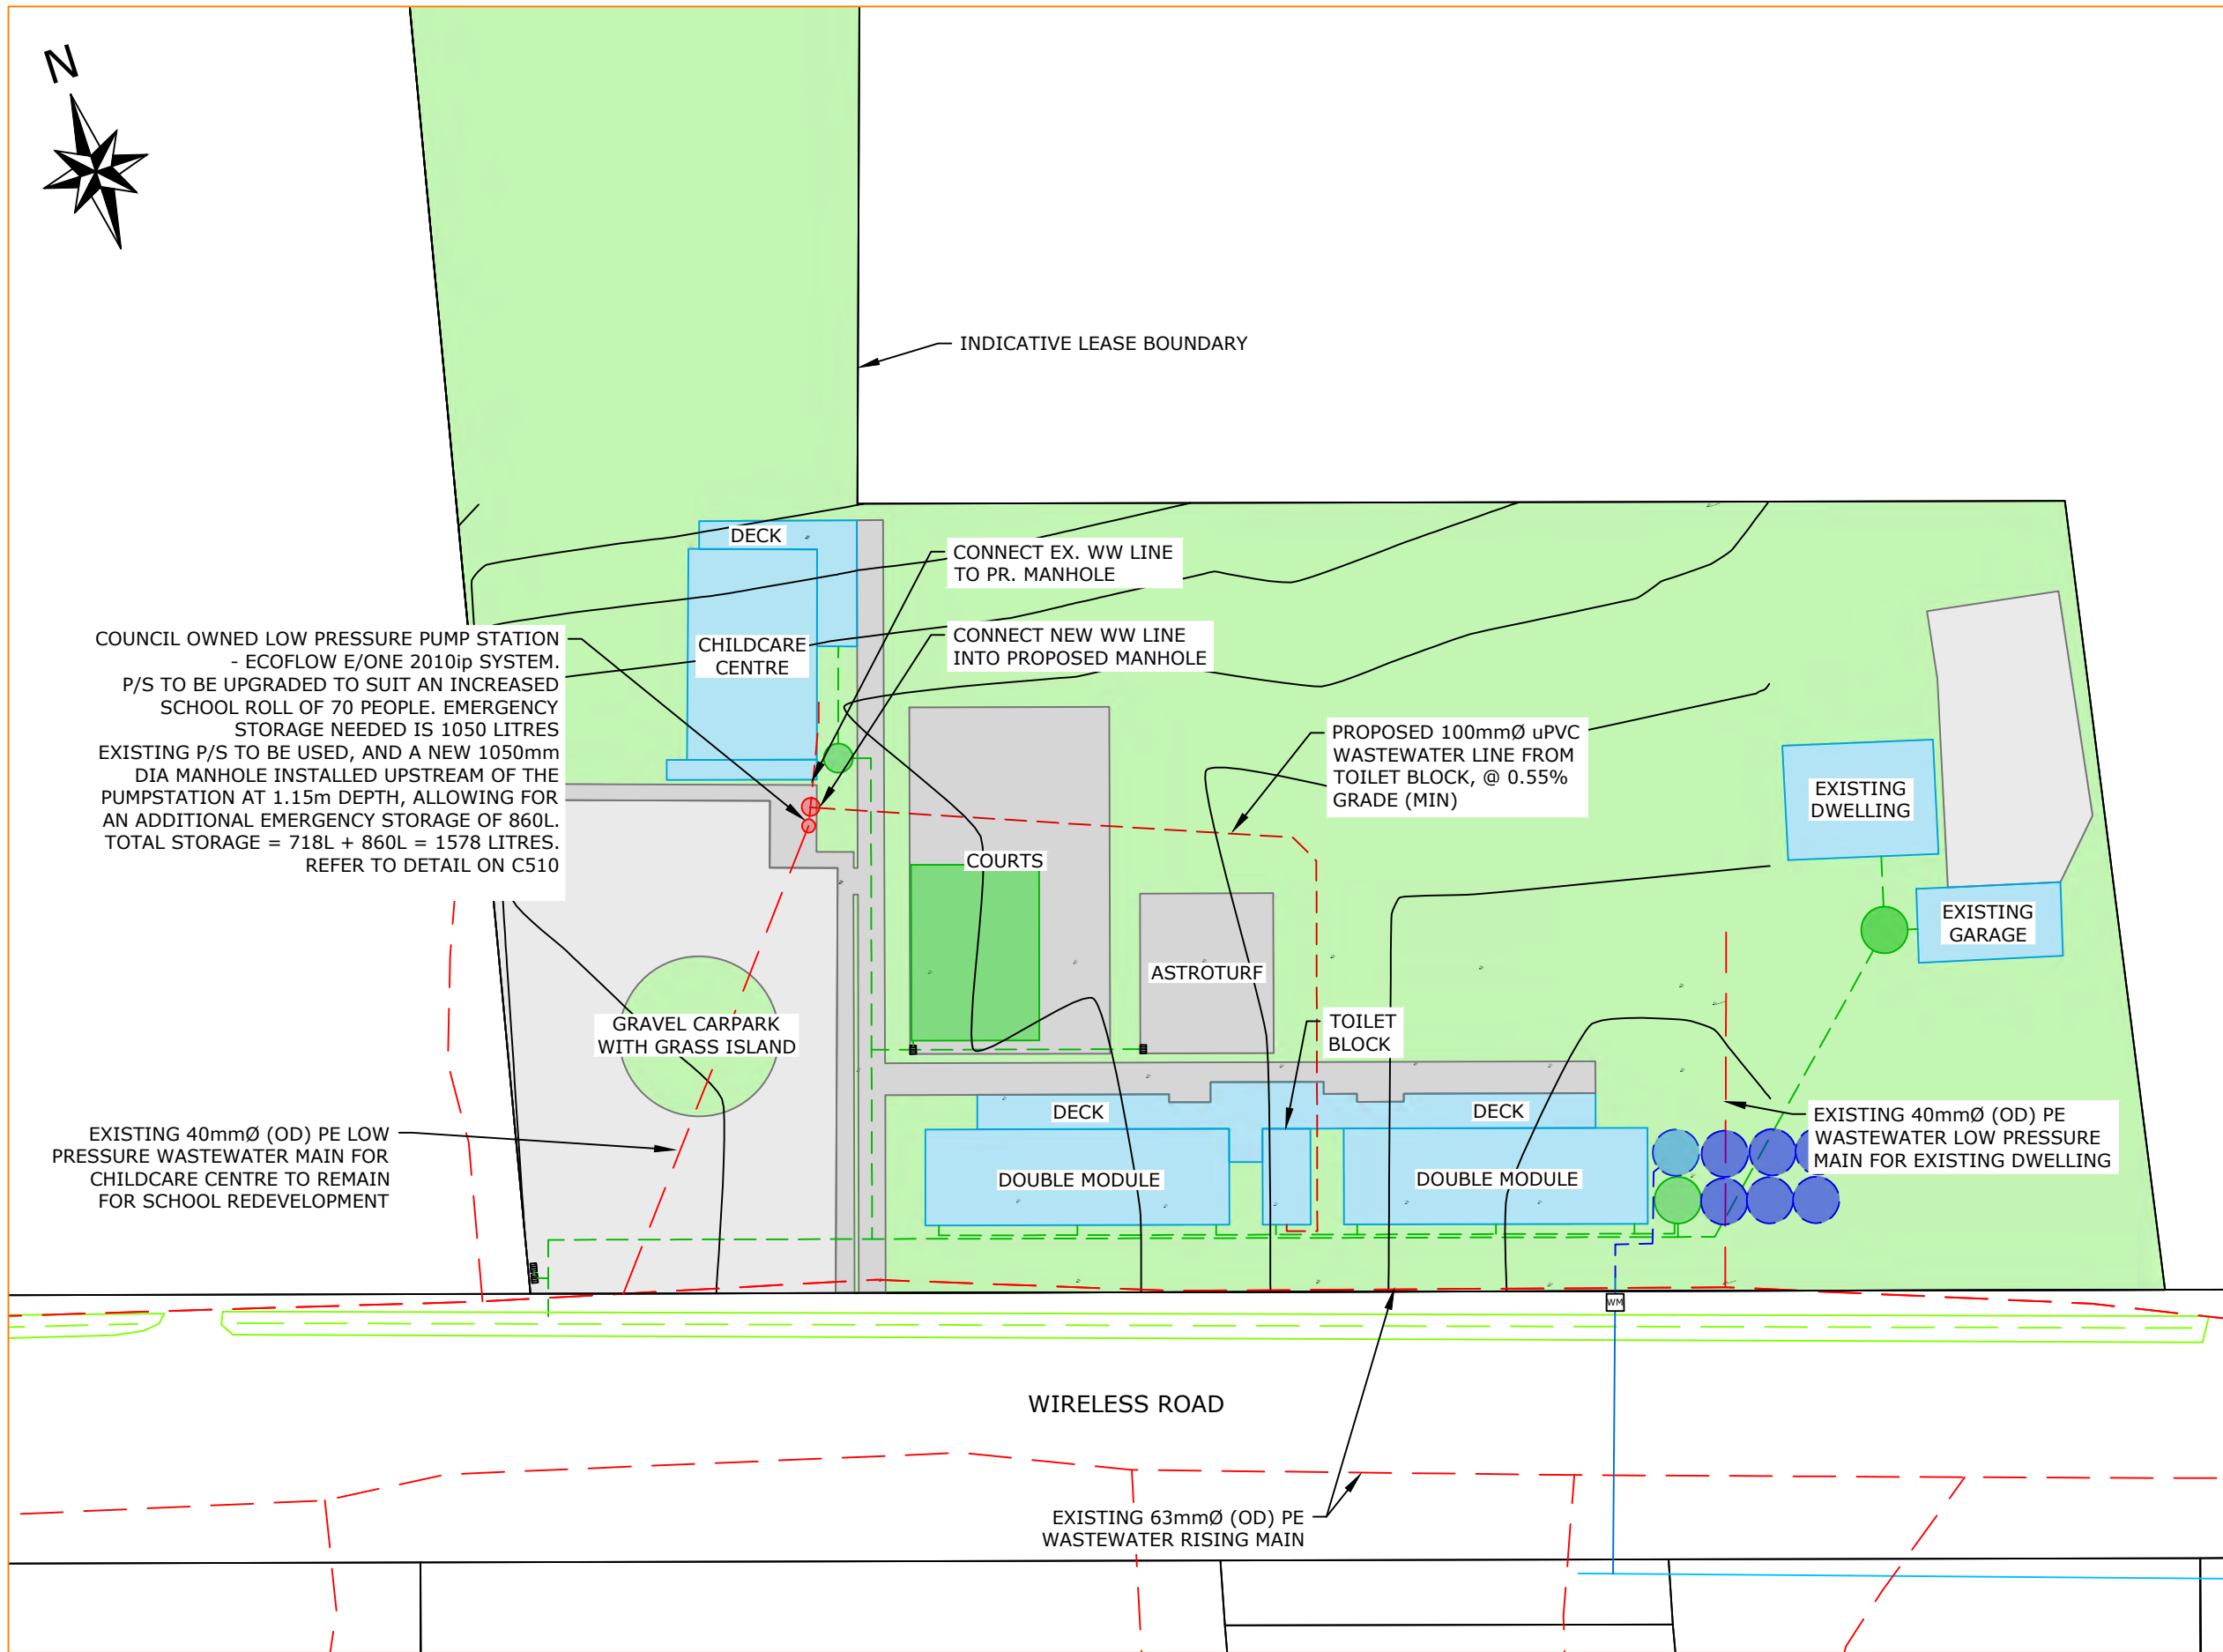 N
INDICATIVE LEASE BOUNDARY
DECK
CONNECT EX. WW LINE
TO PR. MANHOLE
CONNECT NEW WW LINE
INTO PROPOSED MANHOLE
CHILDCARE
CENTRE
COUNCIL OWNED LOW PRESSURE PUMP STATION
- ECOFLOW E/ONE 2010ip SYSTEM.
P/S TO BE UPGRADED TO SUIT AN INCREASED
SCHOOL ROLL OF 70 PEOPLE. EMERGENCY
STORAGE NEEDED IS 1050 LITRES
EXISTING P/S TO BE USED, AND A NEW 1050mm
DIA MANHOLE INSTALLED UPSTREAM OF THE
PUMPSTATION AT 1.15m DEPTH, ALLOWING FOR
AN ADDITIONAL EMERGENCY STORAGE OF 860L.
TOTAL STORAGE = 718L + 860L = 1578 LITRES.
REFER TO DETAIL ON C510
PROPOSED 100mmØ uPVC
WASTEWATER LINE FROM
TOILET BLOCK, @ 0.55%
GRADE (MIN)
EXISTING
DWELLING
COURTS
EXISTING
GARAGE
ASTROTURF
GRAVEL CARPARK
WITH GRASS ISLAND
TOILET
BLOCK
DECK
DECK
EXISTING 40mmØ (OD) PE
WASTEWATER LOW PRESSURE
MAIN FOR EXISTING DWELLING
EXISTING 40mmØ (OD) PE LOW
PRESSURE WASTEWATER MAIN FOR
CHILDCARE CENTRE TO REMAIN
FOR SCHOOL REDEVELOPMENT
DOUBLE MODULE
DOUBLE MODULE
WM
WIRELESS ROAD
EXISTING 63mmØ (OD) PE
WASTEWATER RISING MAIN